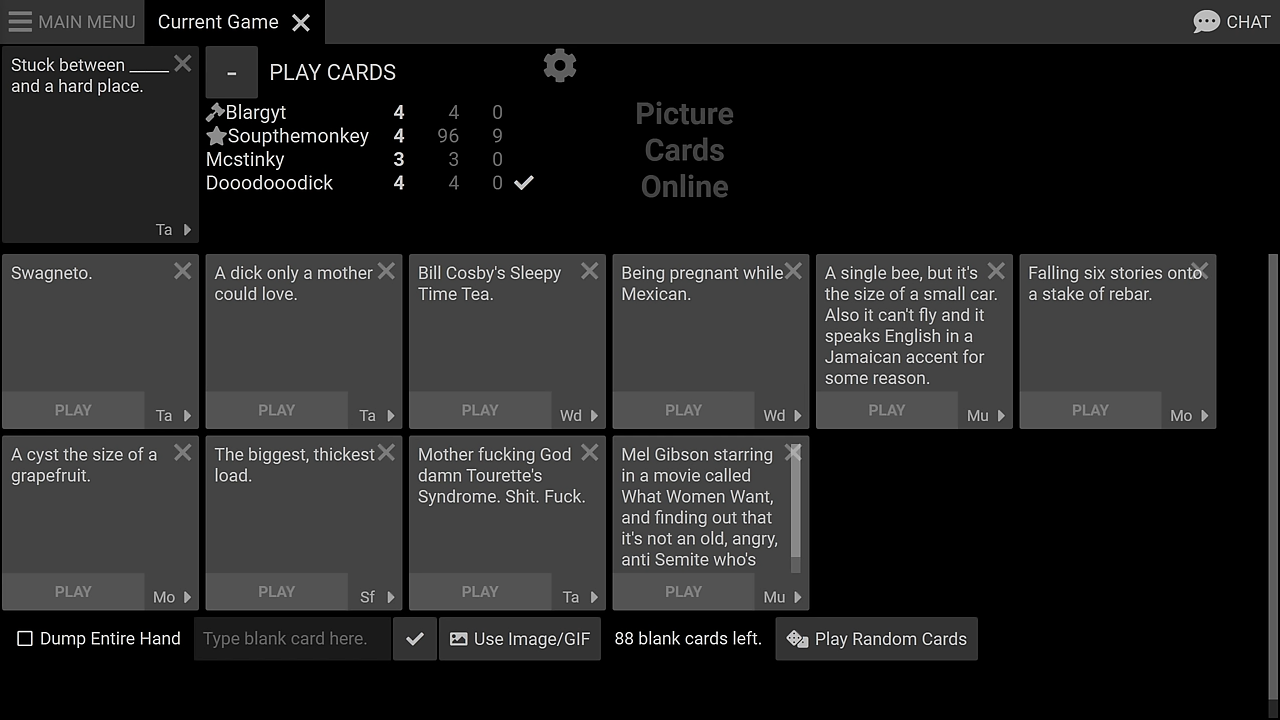 MAIN MENU
Current Game
CHAT
Stuck between _____
and a hard place.
Ta
-
PLAY CARDS
Blargyt 4 4 0
Soupthemonkey 4 96 9
Mcstinky 3 3 0
Dooodooodick 4 4 0
Picture
Cards
Online
Swagneto.
PLAY
Ta
A dick only a mother
could love.
PLAY
Ta
Bill Cosby's Sleepy
Time Tea.
PLAY
Wd
Being pregnant while
Mexican.
PLAY
Wd
A single bee, but it's
the size of a small car.
Also it can't fly and it
speaks English in a
Jamaican accent for
some reason.
PLAY
Mu
Falling six stories onto
a stake of rebar.
PLAY
Mo
A cyst the size of a
grapefruit.
PLAY
Mo
The biggest, thickest
load.
PLAY
Sf
Mother fucking God
damn Tourette's
Syndrome. Shit. Fuck.
PLAY
Ta
Mel Gibson starring
in a movie called
What Women Want,
and finding out that
it's not an old, angry,
anti Semite who's
PLAY
Mu
Dump Entire Hand
Type blank card here.
Use Image/GIF
88 blank cards left.
Play Random Cards